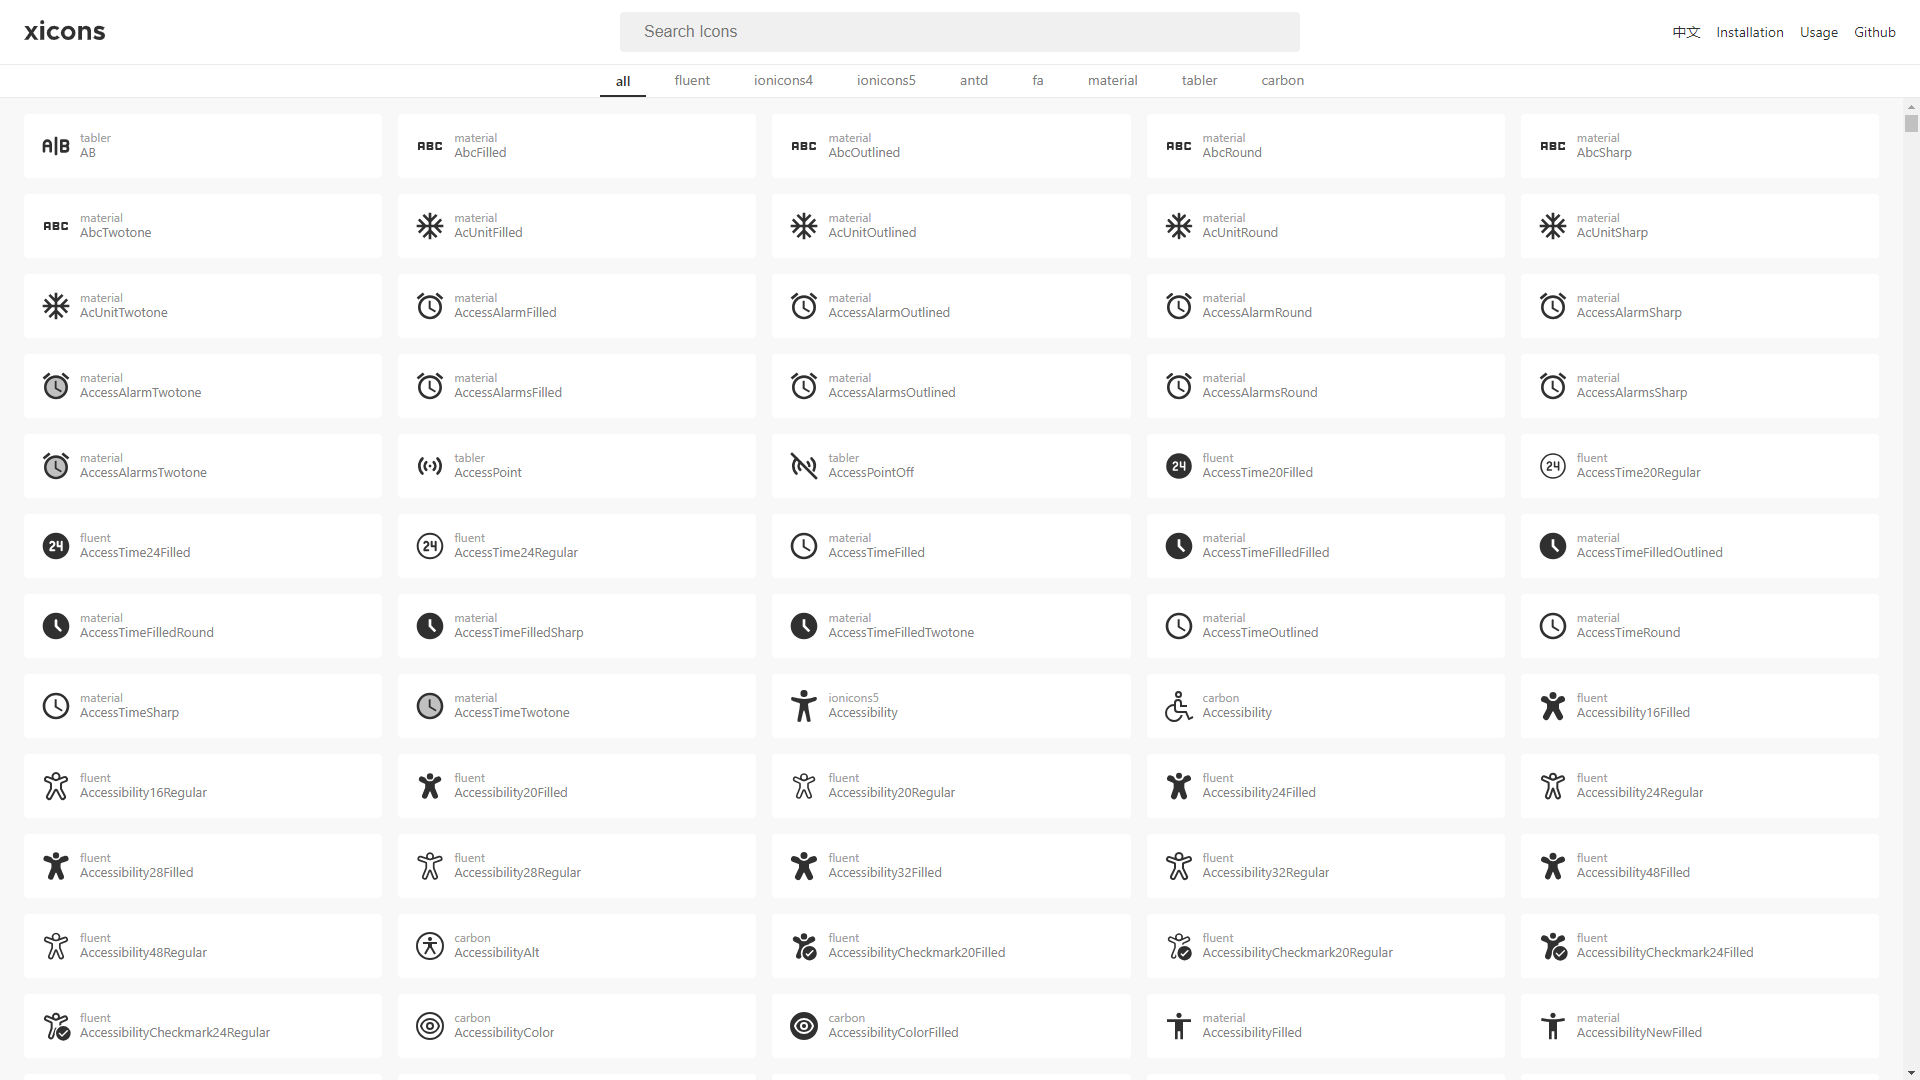 xicons
Search Icons
中文 Installation Usage Github
all fluent ionicons4 ionicons5 antd fa material tabler carbon
A|B tabler ABC material ABC material ABC material ABC material
AB AbcFilled AbcOutlined AbcRound AbcSharp
ABC material material material material material
AbcTwotone AcUnitFilled AcUnitOutlined AcUnitRound AcUnitSharp
material material material material material
AcUnitTwotone AccessAlarmFilled AccessAlarmOutlined AccessAlarmRound AccessAlarmSharp
material material material material material
AccessAlarmTwotone AccessAlarmsFilled AccessAlarmsOutlined AccessAlarmsRound AccessAlarmsSharp
material tabler tabler 24 fluent 24 fluent
AccessAlarmsTwotone AccessPoint AccessPointOff AccessTime20Filled AccessTime20Regular
24 fluent 24 fluent material material material
AccessTime24Filled AccessTime24Regular AccessTimeFilled AccessTimeFilledFilled AccessTimeFilledOutlined
material material material material material
AccessTimeFilledRound AccessTimeFilledSharp AccessTimeFilledTwotone AccessTimeOutlined AccessTimeRound
material material ionicons5 carbon fluent
AccessTimeSharp AccessTimeTwotone Accessibility Accessibility Accessibility16Filled
fluent fluent fluent fluent fluent
Accessibility16Regular Accessibility20Filled Accessibility20Regular Accessibility24Filled Accessibility24Regular
fluent fluent fluent fluent fluent
Accessibility28Filled Accessibility28Regular Accessibility32Filled Accessibility32Regular Accessibility48Filled
fluent carbon fluent fluent fluent
Accessibility48Regular AccessibilityAlt AccessibilityCheckmark20Filled AccessibilityCheckmark20Regular AccessibilityCheckmark24Filled
fluent carbon carbon material material
AccessibilityCheckmark24Regular AccessibilityColor AccessibilityColorFilled AccessibilityFilled AccessibilityNewFilled